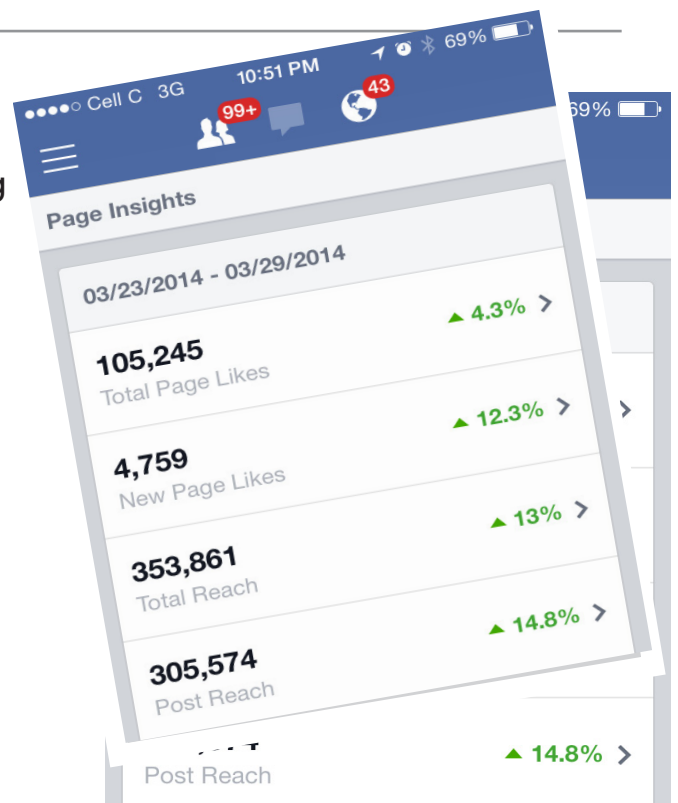 ●●●●○ Cell C 3G 10:51 PM 69%
99+ 43
69%
g
Page Insights
03/23/2014 - 03/29/2014
105,245 4.3%
Total Page Likes
4,759 12.3%
New Page Likes
353,861 13%
Total Reach
305,574 14.8%
Post Reach
14.8%
Post Reach